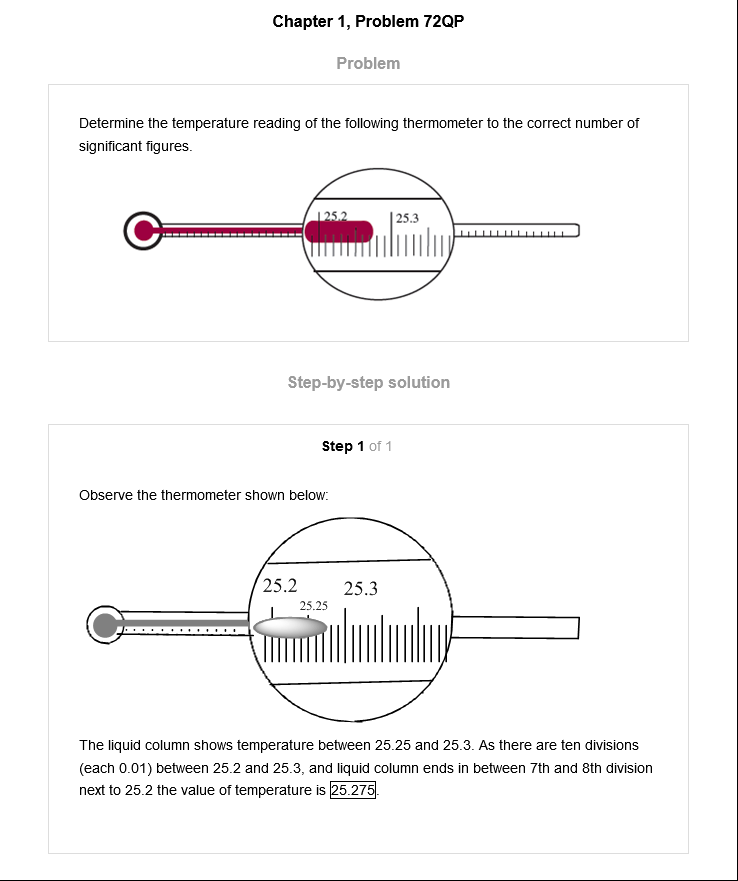 Chapter 1, Problem 72QP
Problem
Determine the temperature reading of the following thermometer to the correct number of
significant figures.
25.2
25.3
Step-by-step solution
Step 1 of 1
Observe the thermometer shown below:
25.2
25.3
25.25
The liquid column shows temperature between 25.25 and 25.3. As there are ten divisions
(each 0.01) between 25.2 and 25.3, and liquid column ends in between 7th and 8th division
next to 25.2 the value of temperature is 25.275.